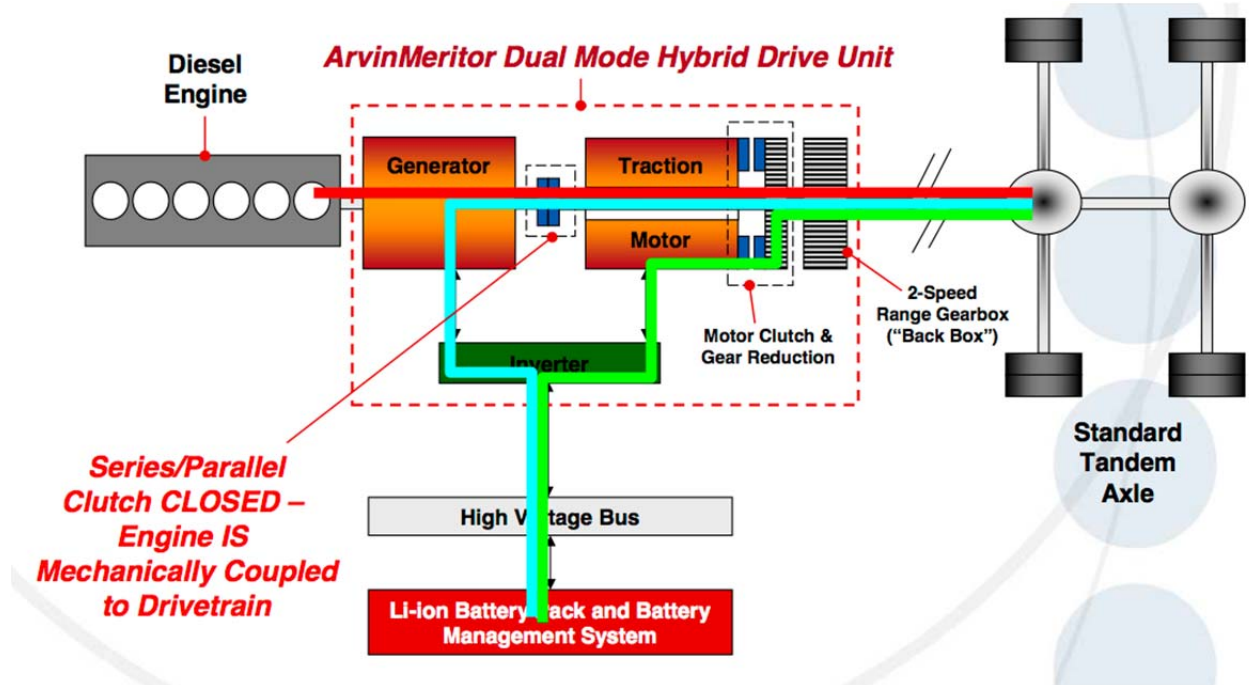 ArvinMeritor Dual Mode Hybrid Drive Unit
Diesel
Engine
Generator
Traction
Motor
Inverter
Motor Clutch &
Gear Reduction
2-Speed
Range Gearbox
(“Back Box”)
Series/Parallel
Clutch CLOSED –
Engine IS
Mechanically Coupled
to Drivetrain
Standard
Tandem
Axle
High Voltage Bus
Li-ion Battery Pack and Battery
Management System